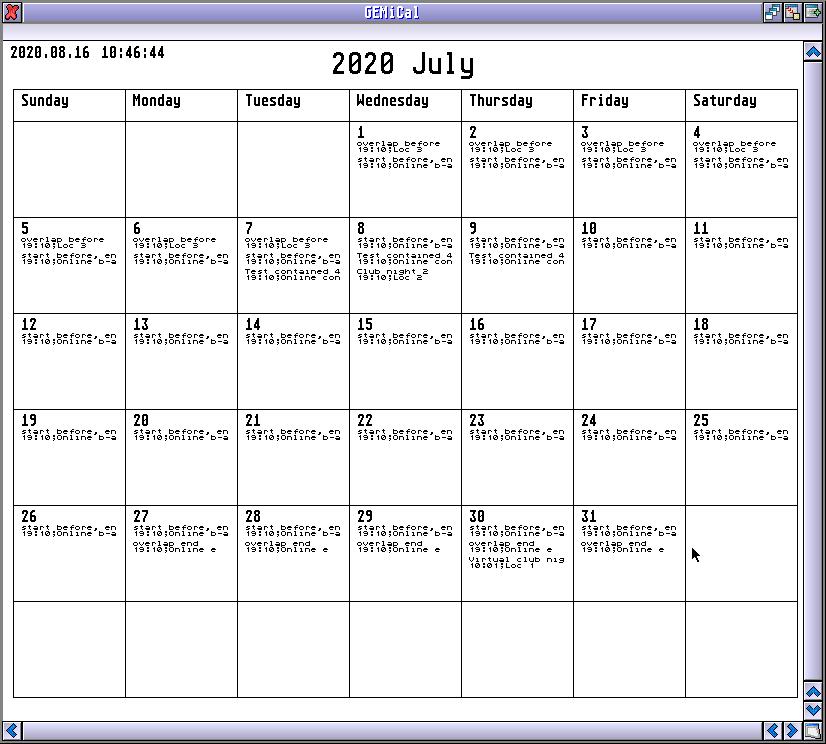 GEMiCal
2020.08.16 10:46:44
2020 July
Sunday Monday Tuesday Wednesday Thursday Friday Saturday
1
overlap before
19:10;Loc 3
start before, en
19:10;Online b-a
2
overlap before
19:10;Loc 3
start before, en
19:10;Online b-a
3
overlap before
19:10;Loc 3
start before, en
19:10;Online b-a
4
overlap before
19:10;Loc 3
start before, en
19:10;Online b-a
5
overlap before
19:10;Loc 3
start before, en
19:10;Online b-a
6
overlap before
19:10;Loc 3
start before, en
19:10;Online b-a
7
overlap before
19:10;Loc 3
start before, en
19:10;Online b-a
Test contained 4
19:10;Online con
8
start before, en
19:10;Online b-a
Test contained 4
19:10;Online con
Club night 2
19:10;Loc 2
9
start before, en
19:10;Online b-a
Test contained 4
19:10;Online con
10
start before, en
19:10;Online b-a
11
start before, en
19:10;Online b-a
12
start before, en
19:10;Online b-a
13
start before, en
19:10;Online b-a
14
start before, en
19:10;Online b-a
15
start before, en
19:10;Online b-a
16
start before, en
19:10;Online b-a
17
start before, en
19:10;Online b-a
18
start before, en
19:10;Online b-a
19
start before, en
19:10;Online b-a
20
start before, en
19:10;Online b-a
21
start before, en
19:10;Online b-a
22
start before, en
19:10;Online b-a
23
start before, en
19:10;Online b-a
24
start before, en
19:10;Online b-a
25
start before, en
19:10;Online b-a
26
start before, en
19:10;Online b-a
27
start before, en
19:10;Online b-a
overlap end
19:10;Online e
28
start before, en
19:10;Online b-a
overlap end
19:10;Online e
29
start before, en
19:10;Online b-a
overlap end
19:10;Online e
30
start before, en
19:10;Online b-a
overlap end
19:10;Online e
Virtual club nig
10:01;Loc 1
31
start before, en
19:10;Online b-a
overlap end
19:10;Online e